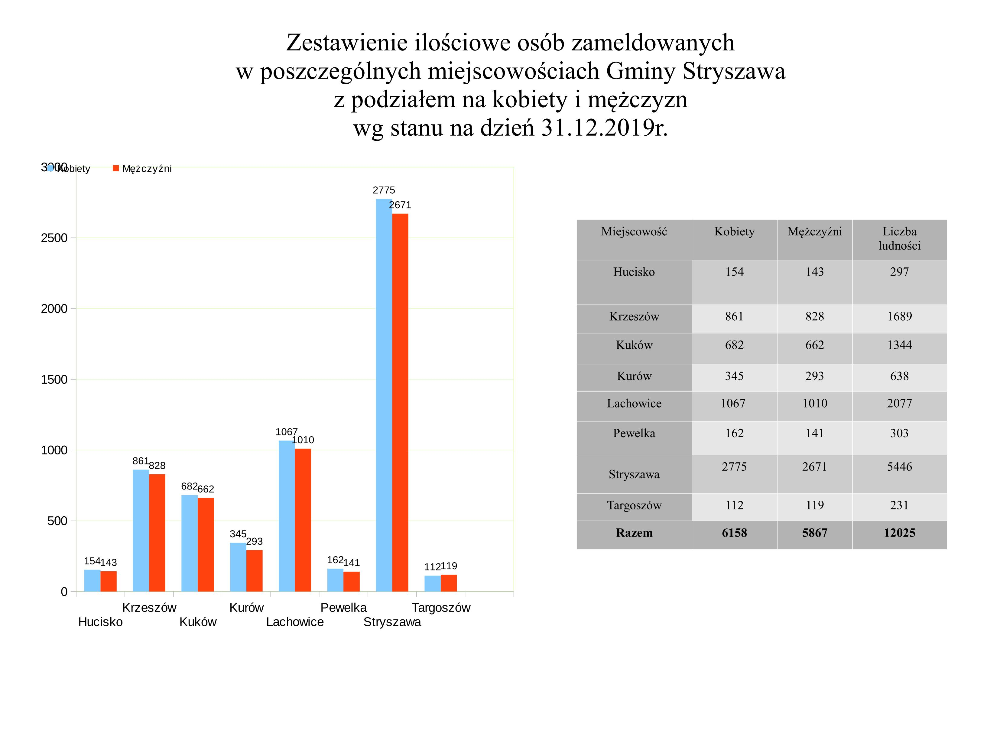 Zestawienie ilościowe osób zameldowanych
w poszczególnych miejscowościach Gminy Stryszawa
z podziałem na kobiety i mężczyzn
wg stanu na dzień 31.12.2019r.
3000
Kobiety Mężczyźni
2775
2671
2500
2000
1500
1067
1010
1000
861
828
682
662
500
345
293
154
143
162
141
112
119
0
Krzeszów Kurów Pewelka Targoszów
Hucisko Kuków Lachowice Stryszawa
Miejscowość Kobiety Mężczyźni Liczba
ludności
Hucisko 154 143 297
Krzeszów 861 828 1689
Kuków 682 662 1344
Kurów 345 293 638
Lachowice 1067 1010 2077
Pewelka 162 141 303
Stryszawa 2775 2671 5446
Targoszów 112 119 231
Razem 6158 5867 12025